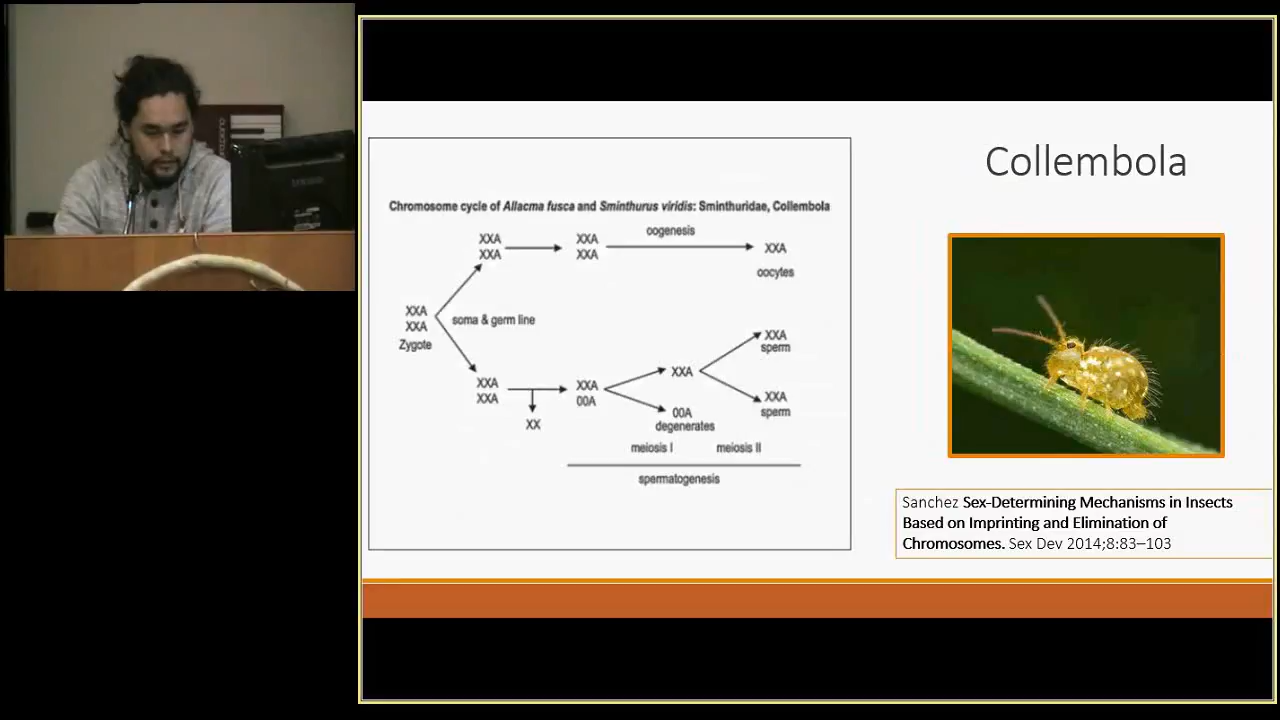 Collembola
Chromosome cycle of Allacma fusca and Sminthurus viridis: Sminthuridae, Collembola
oogenesis
XXA
XXA
XXA
XXA
XXA
oocytes
XXA
XXA
Zygote
soma & germ line
XXA
XXA
XX
XXA
00A
XXA
00A
degenerates
XXA
sperm
XXA
sperm
meiosis I
meiosis II
spermatogenesis
Sanchez Sex-Determining Mechanisms in Insects
Based on Imprinting and Elimination of
Chromosomes. Sex Dev 2014;8:83–103